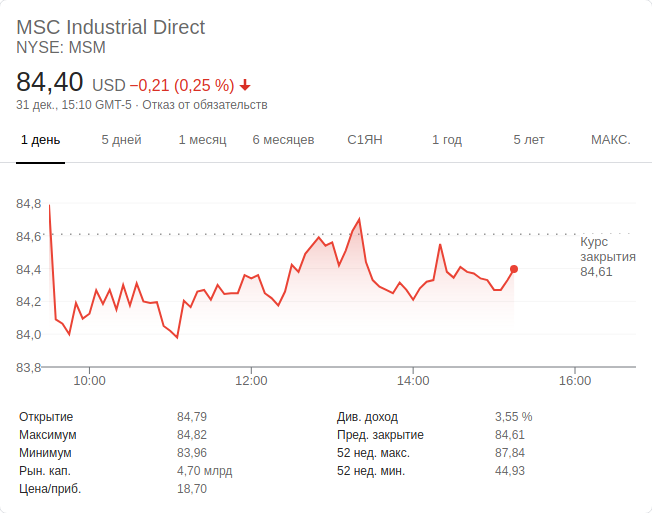 MSC Industrial Direct
NYSE: MSM
84,40 USD −0,21 (0,25 %)
31 дек., 15:10 GMT-5 · Отказ от обязательств
1 день 5 дней 1 месяц 6 месяцев С1ЯН 1 год 5 лет МАКС.
84,8
84,6
84,4
84,2
84,0
83,8
Курс
закрытия
84,61
10:00 12:00 14:00 16:00
Открытие 84,79 Див. доход 3,55 %
Максимум 84,82 Пред. закрытие 84,61
Минимум 83,96 52 нед. макс. 87,84
Рын. кап. 4,70 млрд 52 нед. мин. 44,93
Цена/приб. 18,70